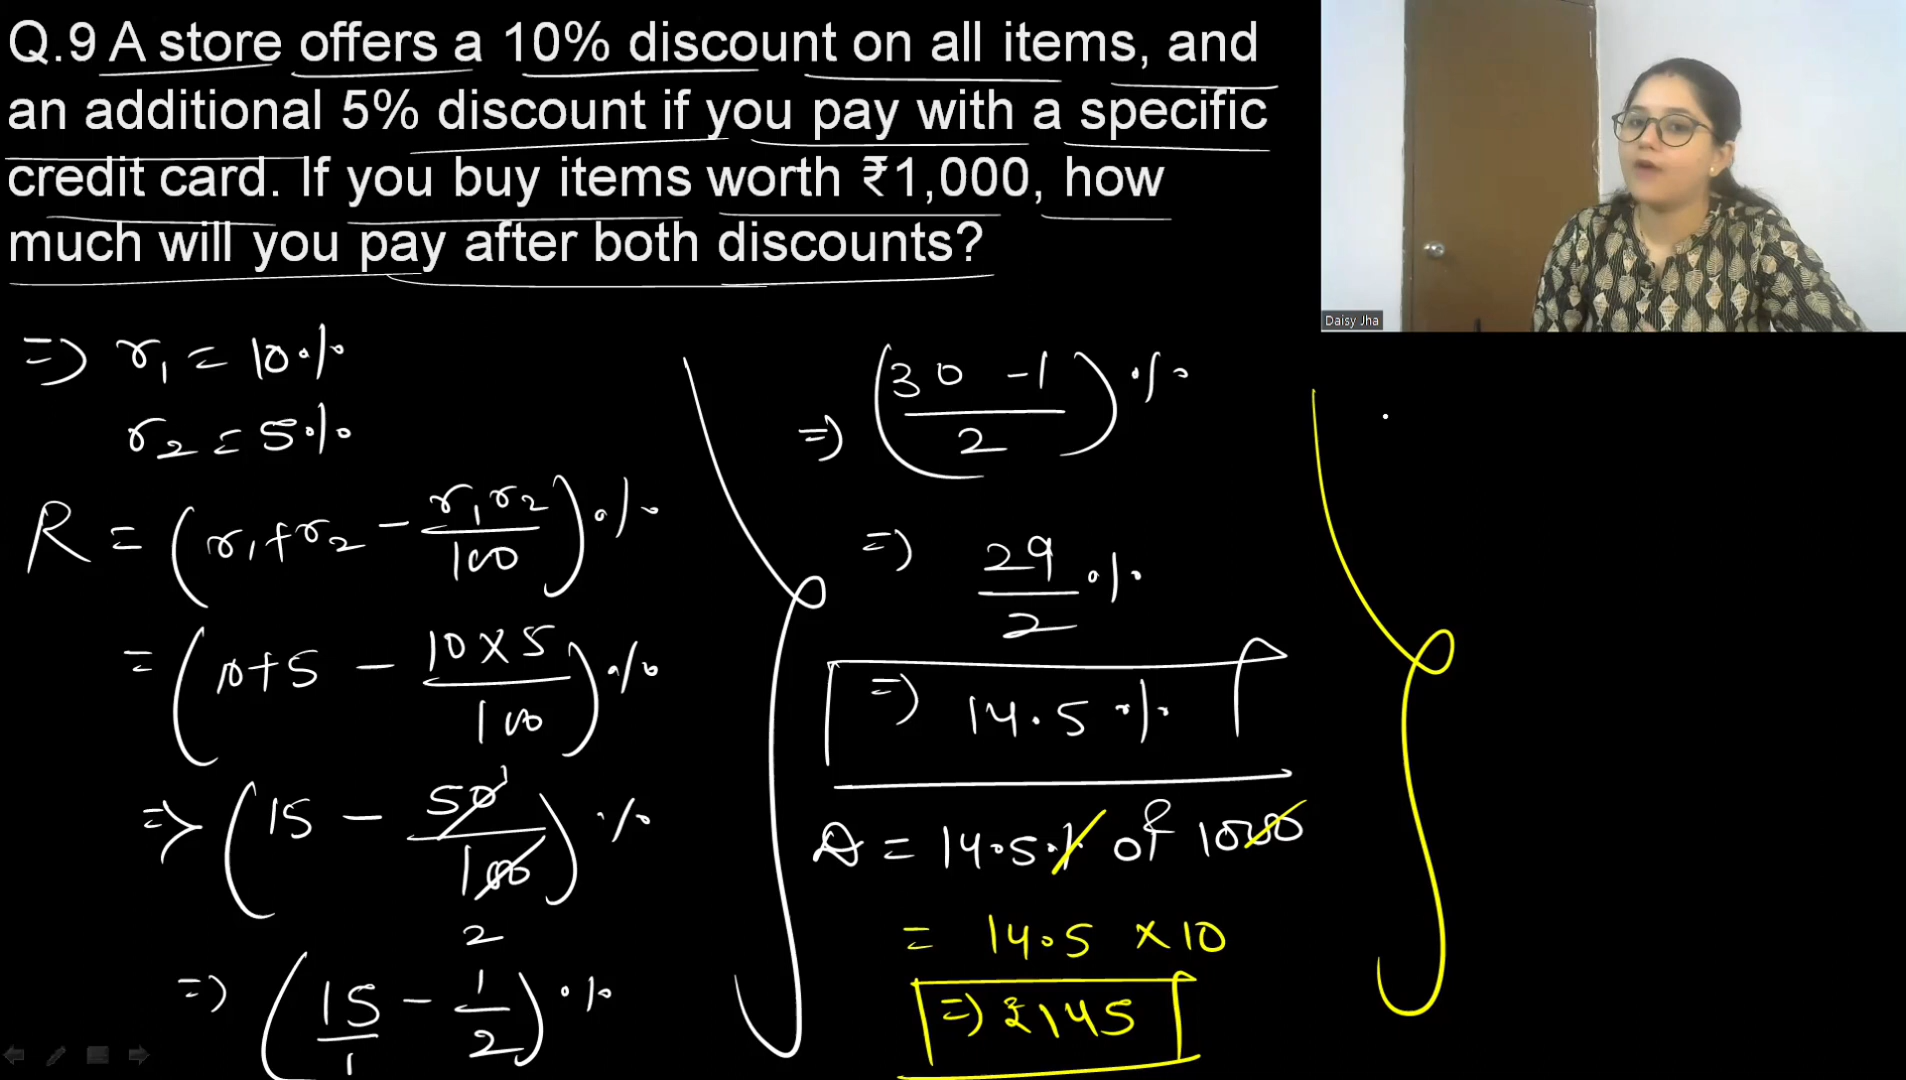 Q.9 A store offers a 10% discount on all items, and
an additional 5% discount if you pay with a specific
credit card. If you buy items worth ₹1,000, how
much will you pay after both discounts?
Daisy Jha
=> r₁ = 10%
r₂ = 5%
R = (r₁+r₂ - r₁r₂/100)%
= (10+5 - 10×5/100)%
=> (15 - 50/100)%
1
2
=> (15/1 - 1/2)%
=> (30 -1/2)%
=> 29/2%
=> 14.5%
D = 14.5% of 1000
= 14.5 × 10
=> ₹145